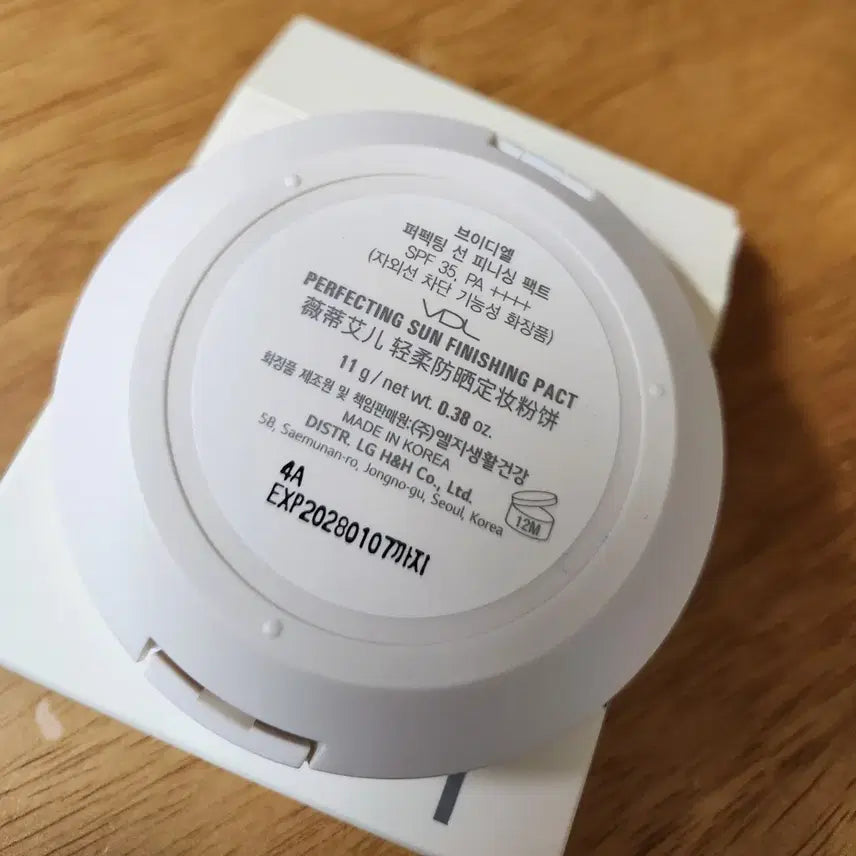 브이디엘
퍼펙팅 선 피니싱 팩트
SPF 35, PA ++++
(자외선 차단 기능성 화장품)
VDL
PERFECTING SUN FINISHING PACT
薇蒂艾儿 轻柔防晒定妆粉饼
11 g / net wt. 0.38 oz.
화장품 제조원 및 책임판매원:(주)엘지생활건강
MADE IN KOREA
DISTR. LG H&H Co., Ltd.
58, Saemunan-ro, Jongno-gu, Seoul, Korea
12M
4A
EXP20280107까지